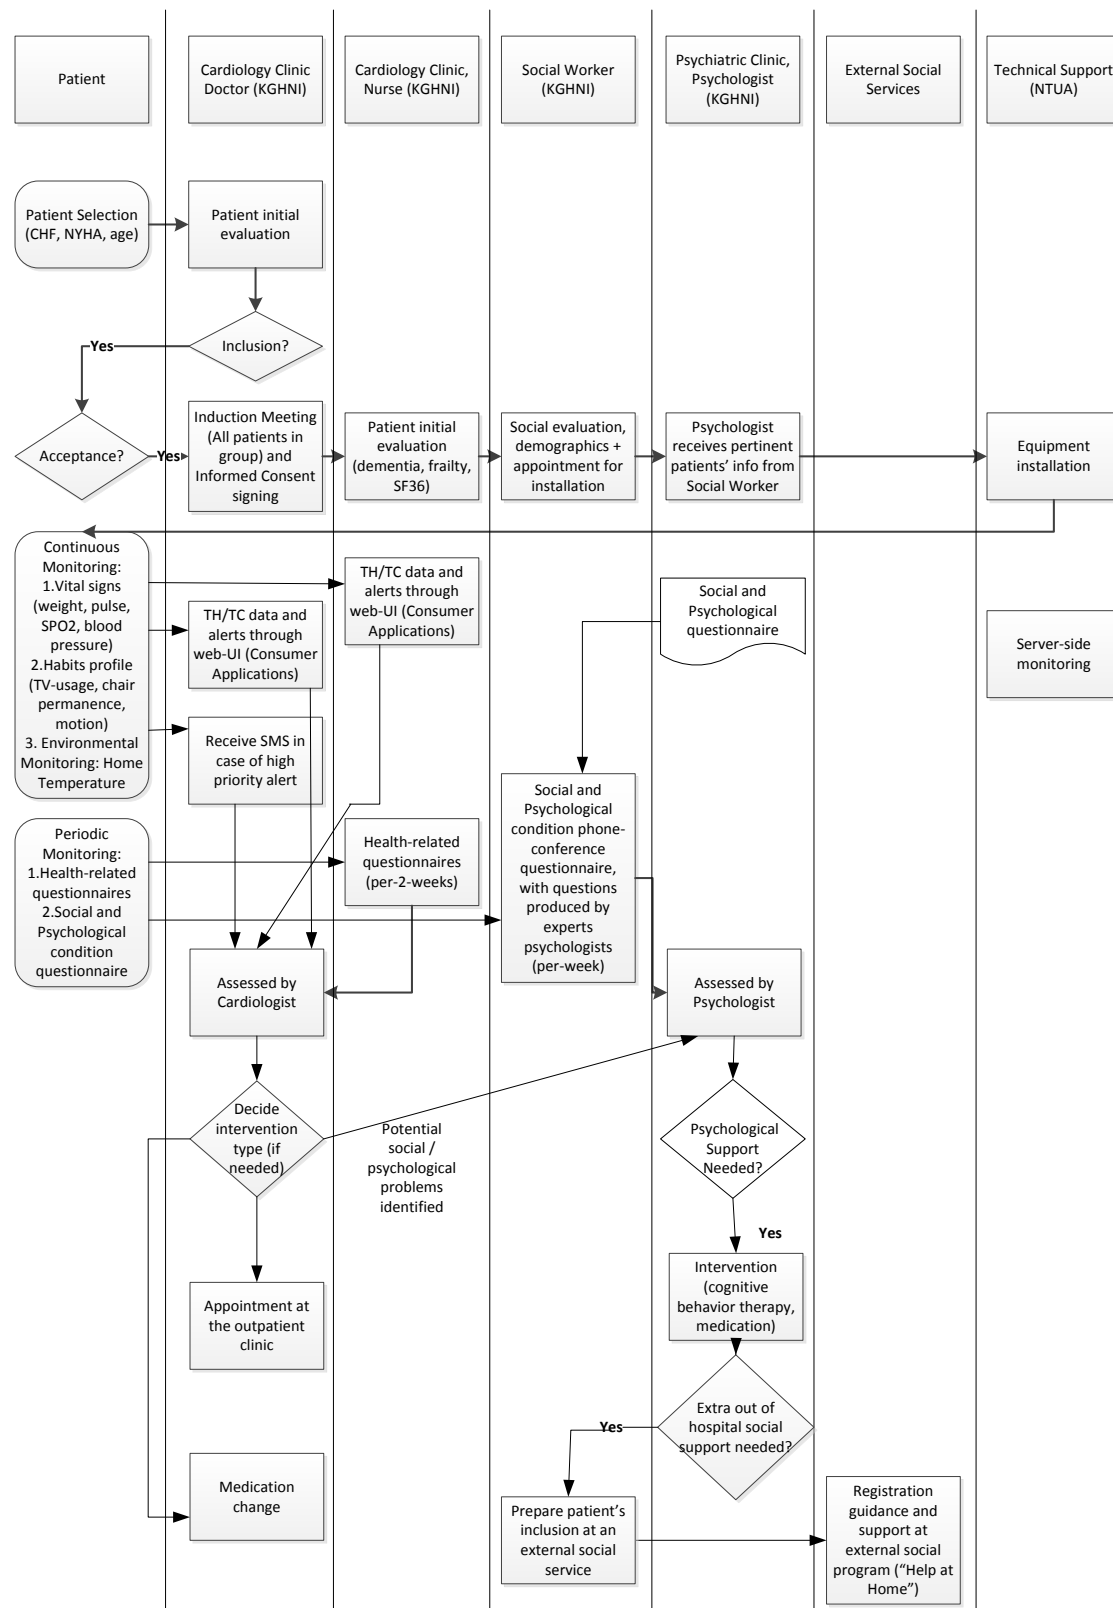 Patient
Cardiology Clinic
Doctor (KGHNI)
Cardiology Clinic,
Nurse (KGHNI)
Social Worker
(KGHNI)
Psychiatric Clinic,
Psychologist
(KGHNI)
External Social
Services
Technical Support
(NTUA)
Patient Selection
(CHF, NYHA, age)
Patient initial
evaluation
Inclusion?
Yes
Acceptance?
Yes
Induction Meeting
(All patients in
group) and
Informed Consent
signing
Patient initial
evaluation
(dementia, frailty,
SF36)
Social evaluation,
demographics +
appointment for
installation
Psychologist
receives pertinent
patients’ info from
Social Worker
Equipment
installation
Continuous
Monitoring:
1.Vital signs
(weight, pulse,
SPO2, blood
pressure)
2.Habits profile
(TV-usage, chair
permanence,
motion)
3. Environmental
Monitoring: Home
Temperature
TH/TC data and
alerts through
web-UI (Consumer
Applications)
TH/TC data and
alerts through
web-UI (Consumer
Applications)
Social and
Psychological
questionnaire
Server-side
monitoring
Receive SMS in
case of high
priority alert
Periodic
Monitoring:
1.Health-related
questionnaires
2.Social and
Psychological
condition
questionnaire
Health-related
questionnaires
(per-2-weeks)
Social and
Psychological
condition phone-
conference
questionnaire,
with questions
produced by
experts
psychologists
(per-week)
Assessed by
Cardiologist
Assessed by
Psychologist
Decide
intervention
type (if
needed)
Potential
social /
psychological
problems
identified
Psychological
Support
Needed?
Yes
Intervention
(cognitive
behavior therapy,
medication)
Appointment at
the outpatient
clinic
Extra out of
hospital social
support needed?
Yes
Medication
change
Prepare patient’s
inclusion at an
external social
service
Registration
guidance and
support at
external social
program (“Help at
Home”)